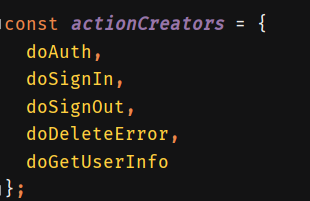 const actionCreators = {
doAuth,
doSignIn,
doSignOut,
doDeleteError,
doGetUserInfo
};